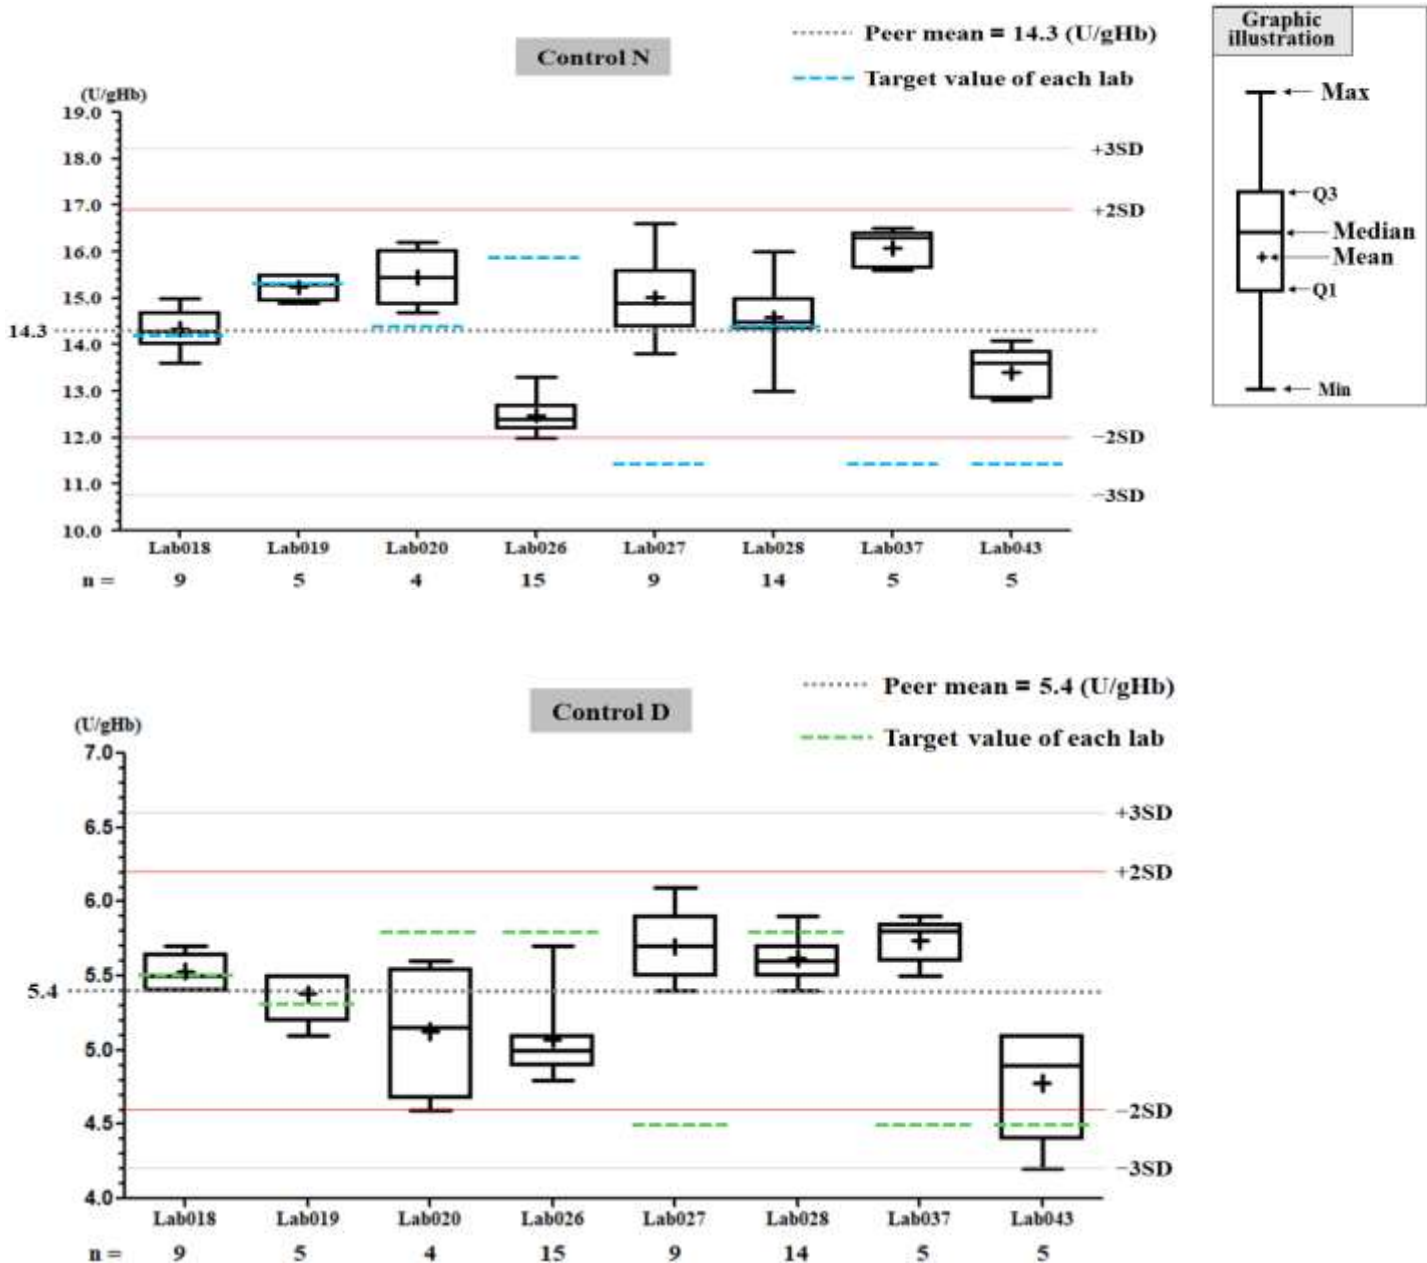 Control N
Peer mean = 14.3 (U/gHb)
Target value of each lab
Graphic
illustration
Max
Q3
Median
Mean
Q1
Min
(U/gHb)
19.0
18.0
17.0
16.0
15.0
14.3
14.0
13.0
12.0
11.0
10.0
+3SD
+2SD
−2SD
−3SD
Lab018 Lab019 Lab020 Lab026 Lab027 Lab028 Lab037 Lab043
n = 9 5 4 15 9 14 5 5
Control D
Peer mean = 5.4 (U/gHb)
Target value of each lab
(U/gHb)
7.0
6.5
6.0
5.5
5.4
5.0
4.5
4.0
+3SD
+2SD
−2SD
−3SD
Lab018 Lab019 Lab020 Lab026 Lab027 Lab028 Lab037 Lab043
n = 9 5 4 15 9 14 5 5